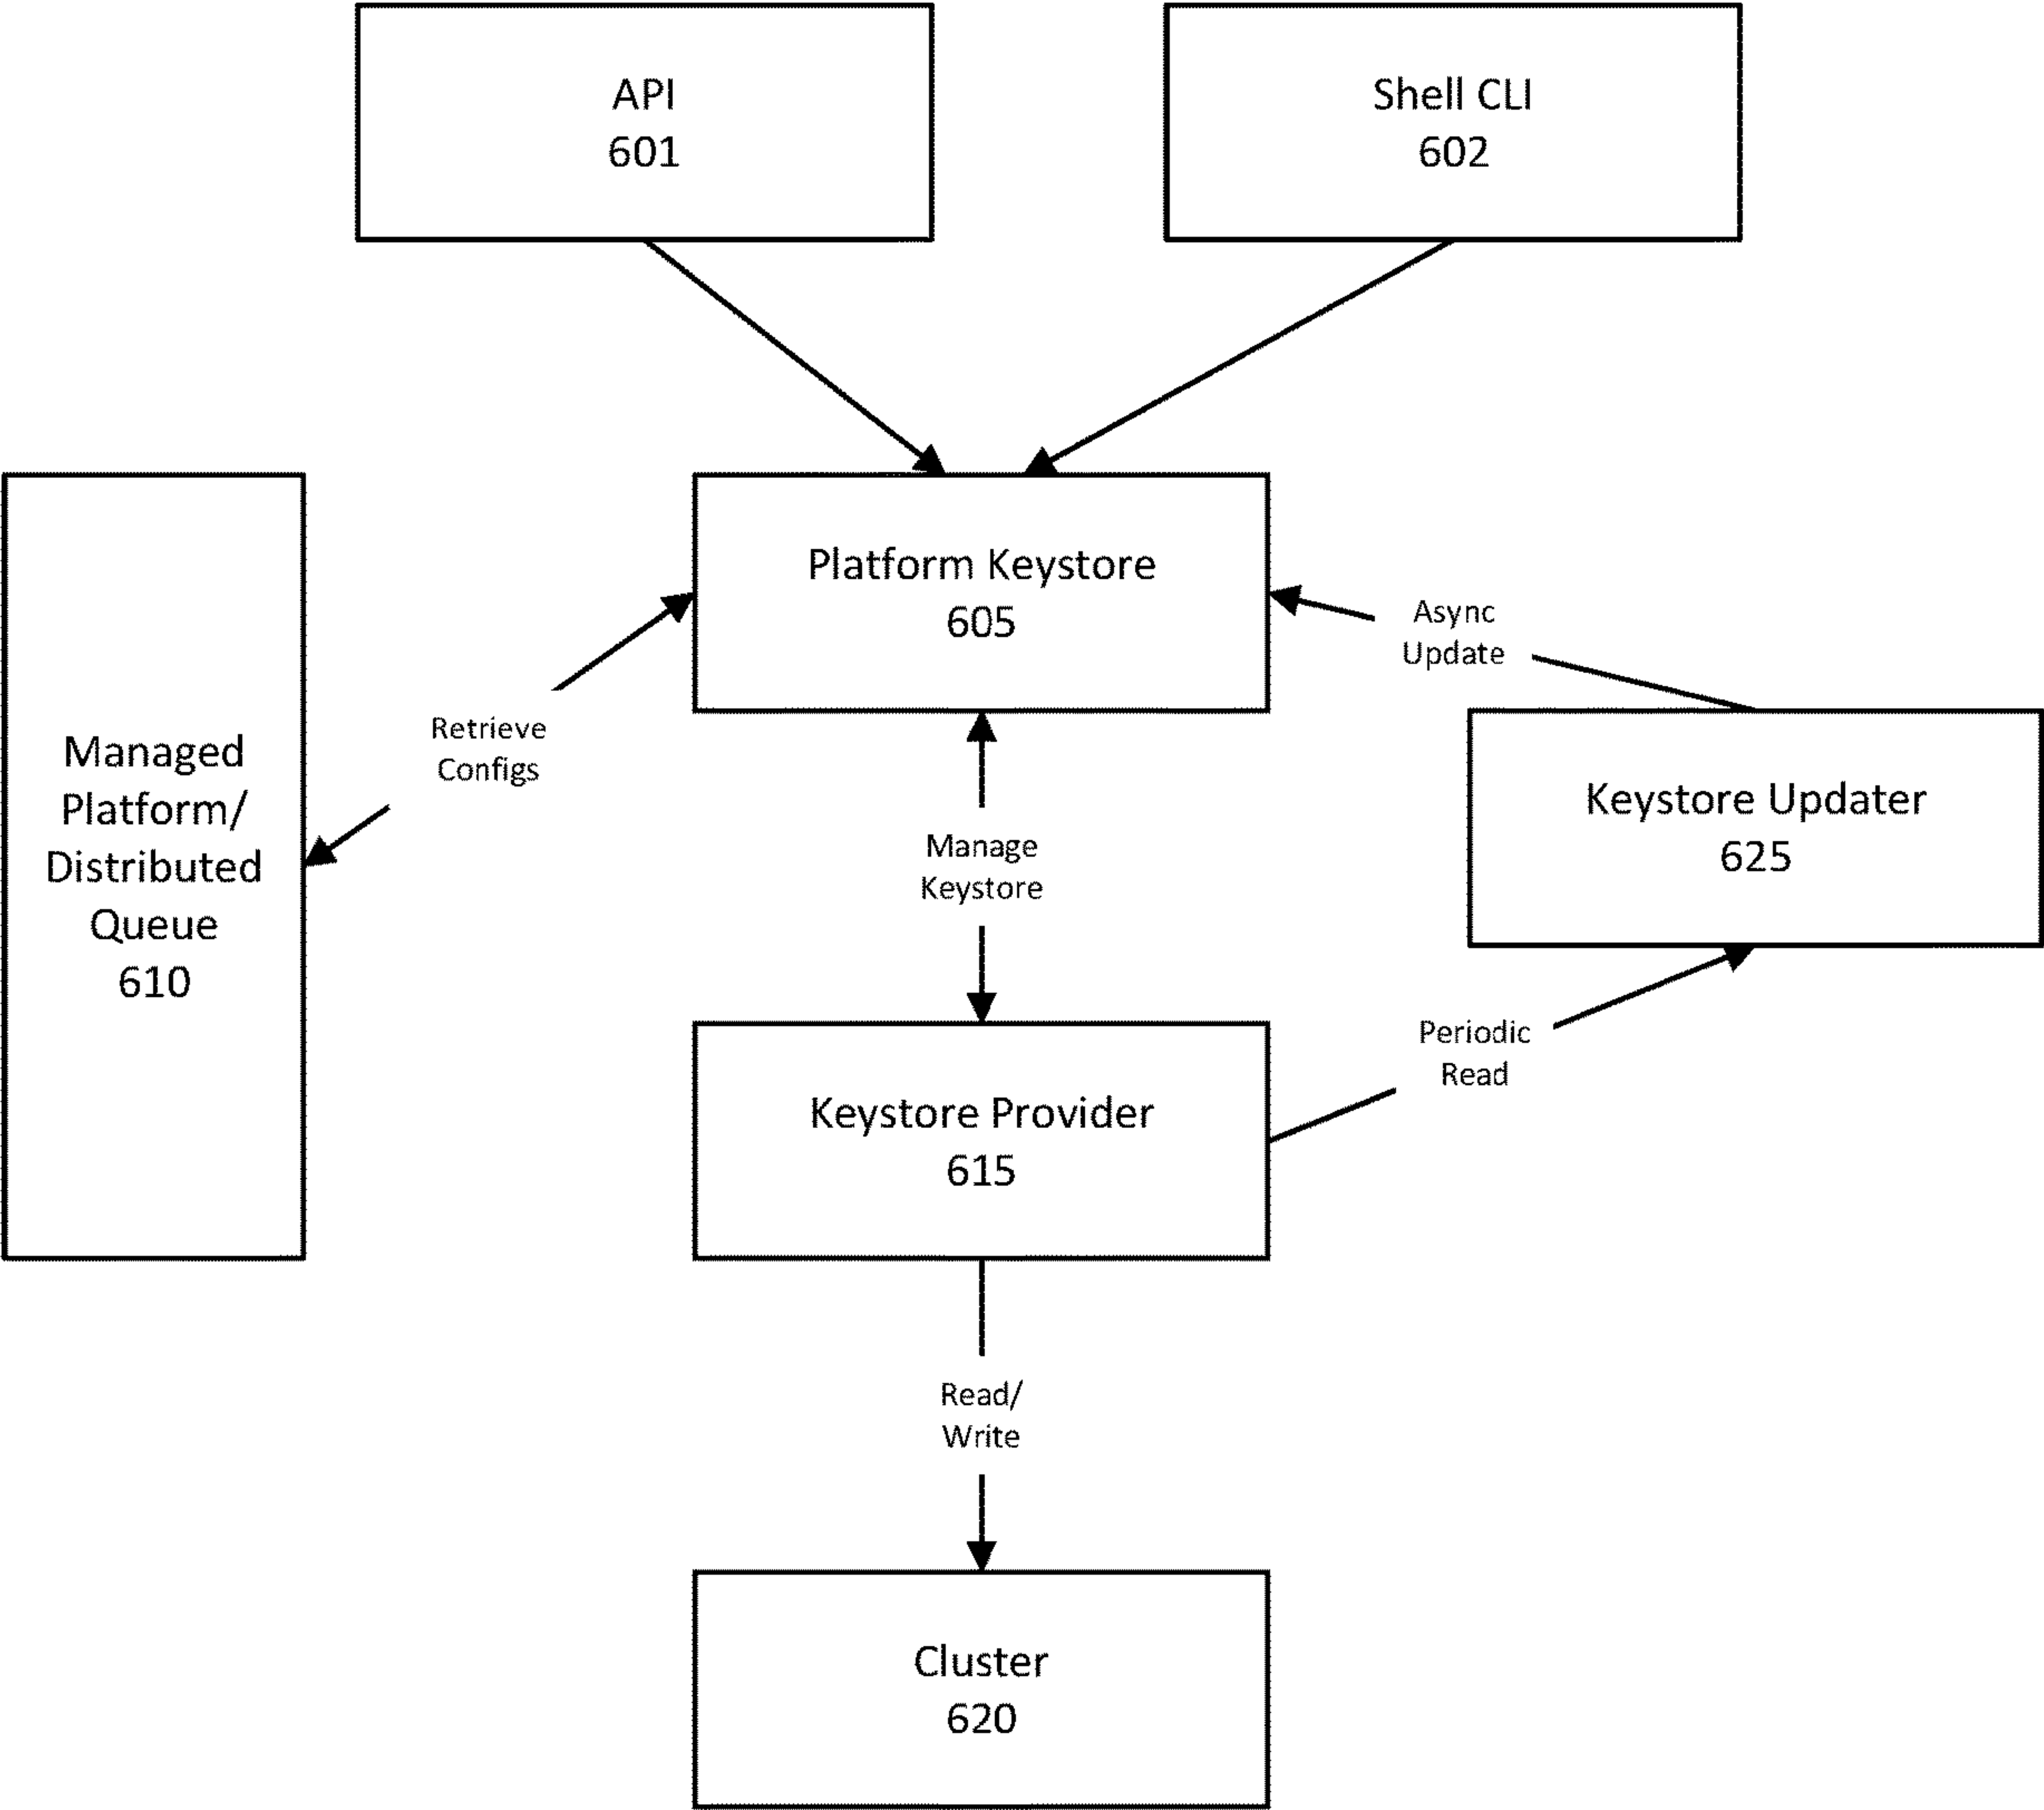 API
601
Shell CLI
602
Platform Keystore
605
Async
Update
Retrieve
Configs
Managed
Platform/
Distributed
Queue
610
Keystore Updater
625
Manage
Keystore
Periodic
Read
Keystore Provider
615
Read/
Write
Cluster
620